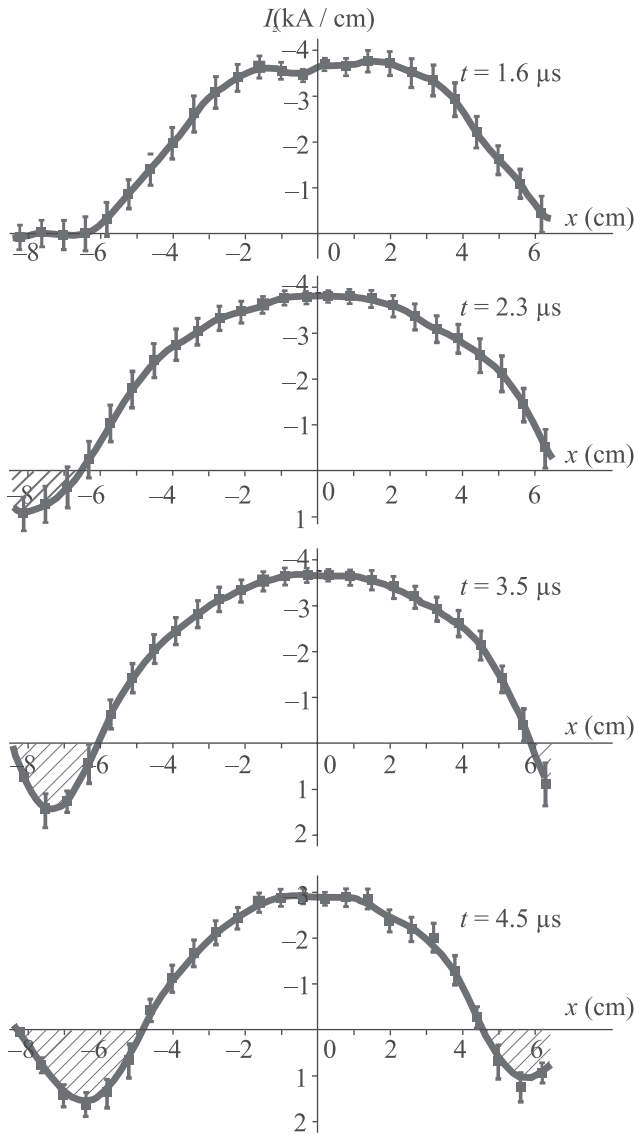 I_z (kA / cm)
–4
t = 1.6 µs
–3
–2
–1
x (cm)
–8 –6 –4 –2 0 2 4 6
–4
t = 2.3 µs
–3
–2
–1
x (cm)
–8 –6 –4 –2 0 2 4 6
1
–4
t = 3.5 µs
–3
–2
–1
x (cm)
–8 –6 –4 –2 0 2 4 6
1
2
3
t = 4.5 µs
–2
–1
x (cm)
–8 –6 –4 –2 0 2 4 6
1
2